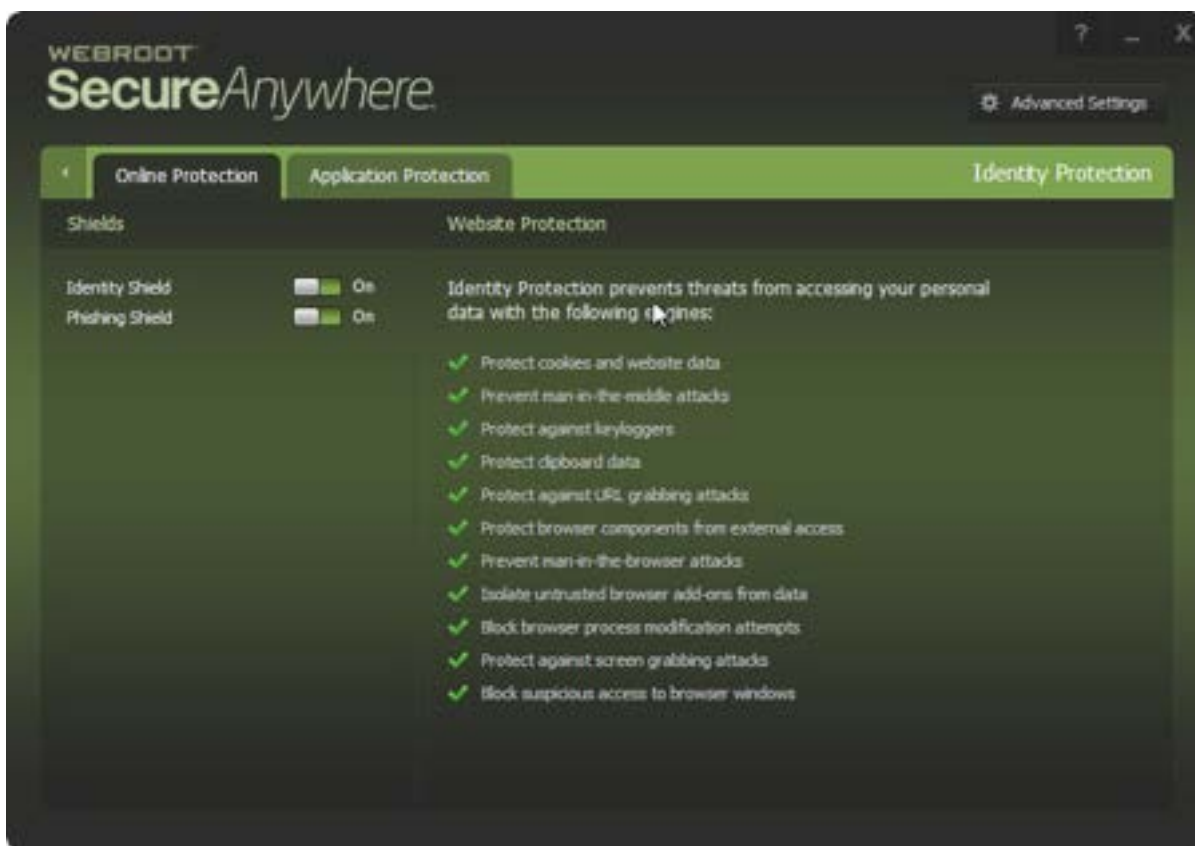 WEBROOT
SecureAnywhere.
? _ X
Advanced Settings
Online Protection
Application Protection
Identity Protection
Shields
Website Protection
Identity Shield On
Phishing Shield On
Identity Protection prevents threats from accessing your personal
data with the following engines:
Protect cookies and website data
Prevent man-in-the-middle attacks
Protect against keyloggers
Protect clipboard data
Protect against URL grabbing attacks
Protect browser components from external access
Prevent man-in-the-browser attacks
Isolate untrusted browser add-ons from data
Block browser process modification attempts
Protect against screen grabbing attacks
Block suspicious access to browser windows